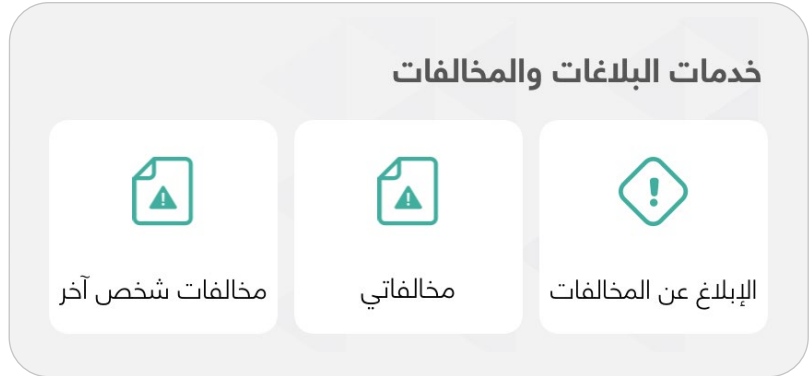 خدمات البلاغات والمخالفات
الإبلاغ عن المخالفات
مخالفاتي
مخالفات شخص آخر